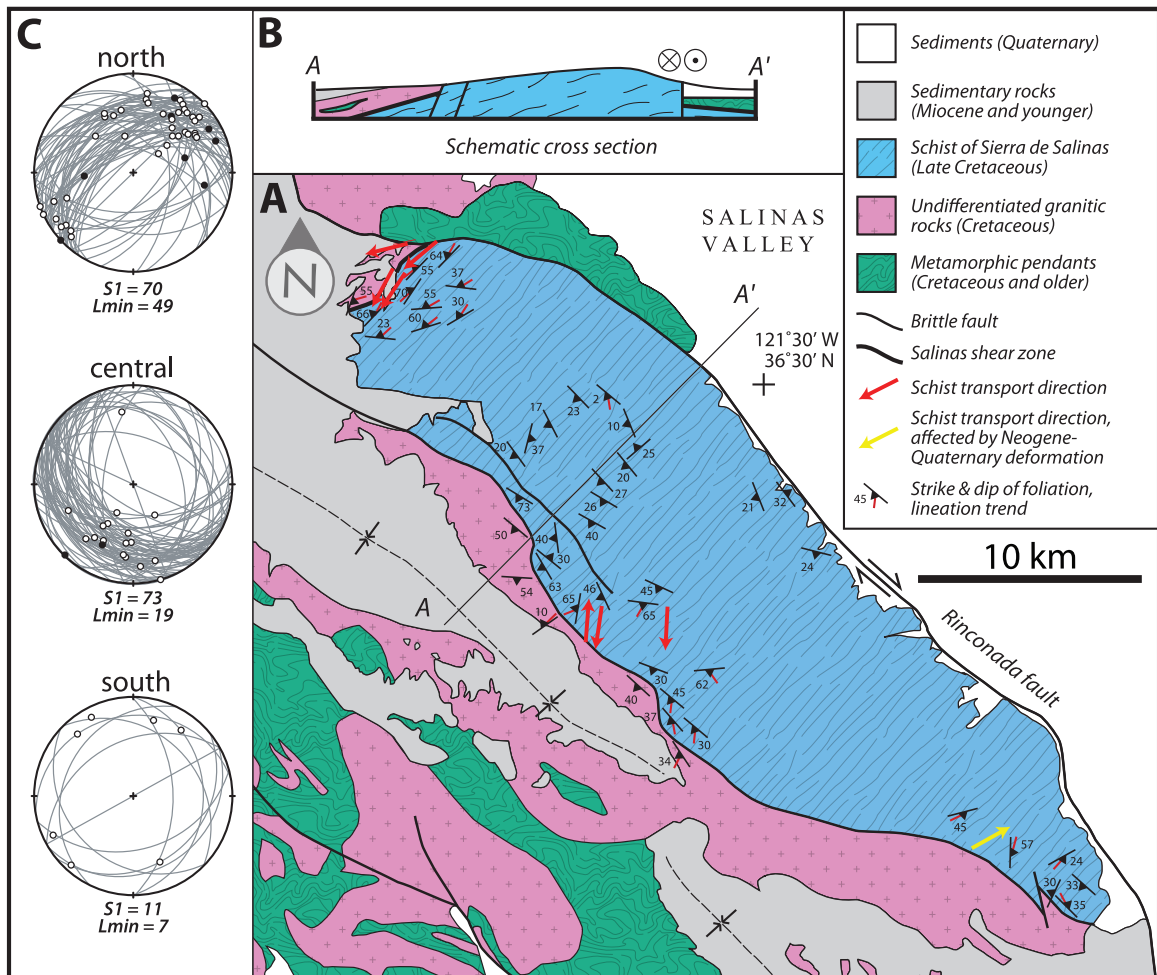 C
north
S1 = 70
Lmin = 49
central
S1 = 73
Lmin = 19
south
S1 = 11
Lmin = 7
B
A
A'
Schematic cross section
A
N
SALINAS
VALLEY
A'
121°30' W
36°30' N
64
55
37
55
70
55
30
66
23
60
2
17
23
10
37
20
25
20
27
73
26
21
32
50
40
40
30
24
54
63
46
45
A
10
65
65
30
62
45
40
37
30
34
45
57
24
30
33
35
10 km
Rinconada fault
Sediments (Quaternary)
Sedimentary rocks
(Miocene and younger)
Schist of Sierra de Salinas
(Late Cretaceous)
Undifferentiated granitic
rocks (Cretaceous)
Metamorphic pendants
(Cretaceous and older)
Brittle fault
Salinas shear zone
Schist transport direction
Schist transport direction,
affected by Neogene-
Quaternary deformation
45
Strike & dip of foliation,
lineation trend